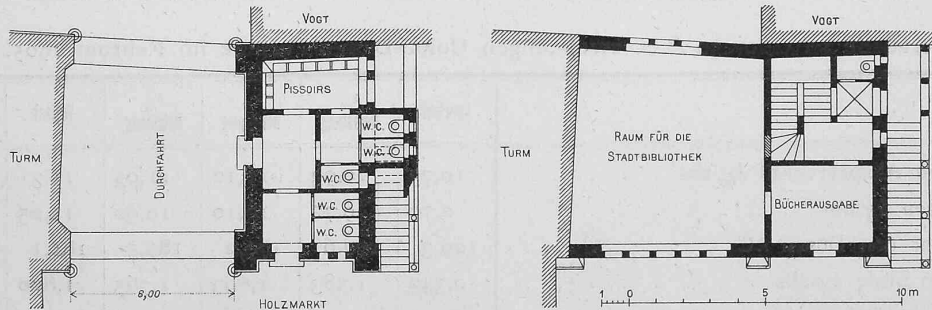 VOGT
PISSOIRS
W.C.
W.C.
TURM
DURCHFAHRT
W.C.
W.C.
W.C.
6,00
HOLZMARKT
VOGT
TURM
RAUM FÜR DIE
STADTBIBLIOTHEK
BÜCHERAUSGABE
1 0 5 10 m